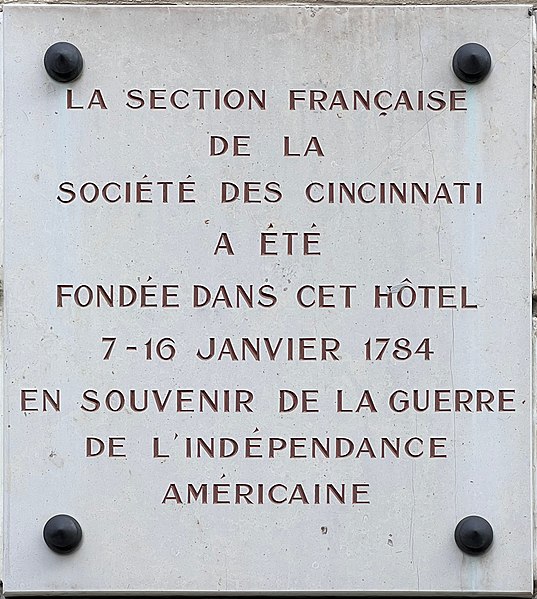 LA SECTION FRANÇAISE
DE LA
SOCIÉTÉ DES CINCINNATI
A ÉTÉ
FONDÉE DANS CET HÔTEL
7-16 JANVIER 1784
EN SOUVENIR DE LA GUERRE
DE L'INDÉPENDANCE
AMÉRICAINE